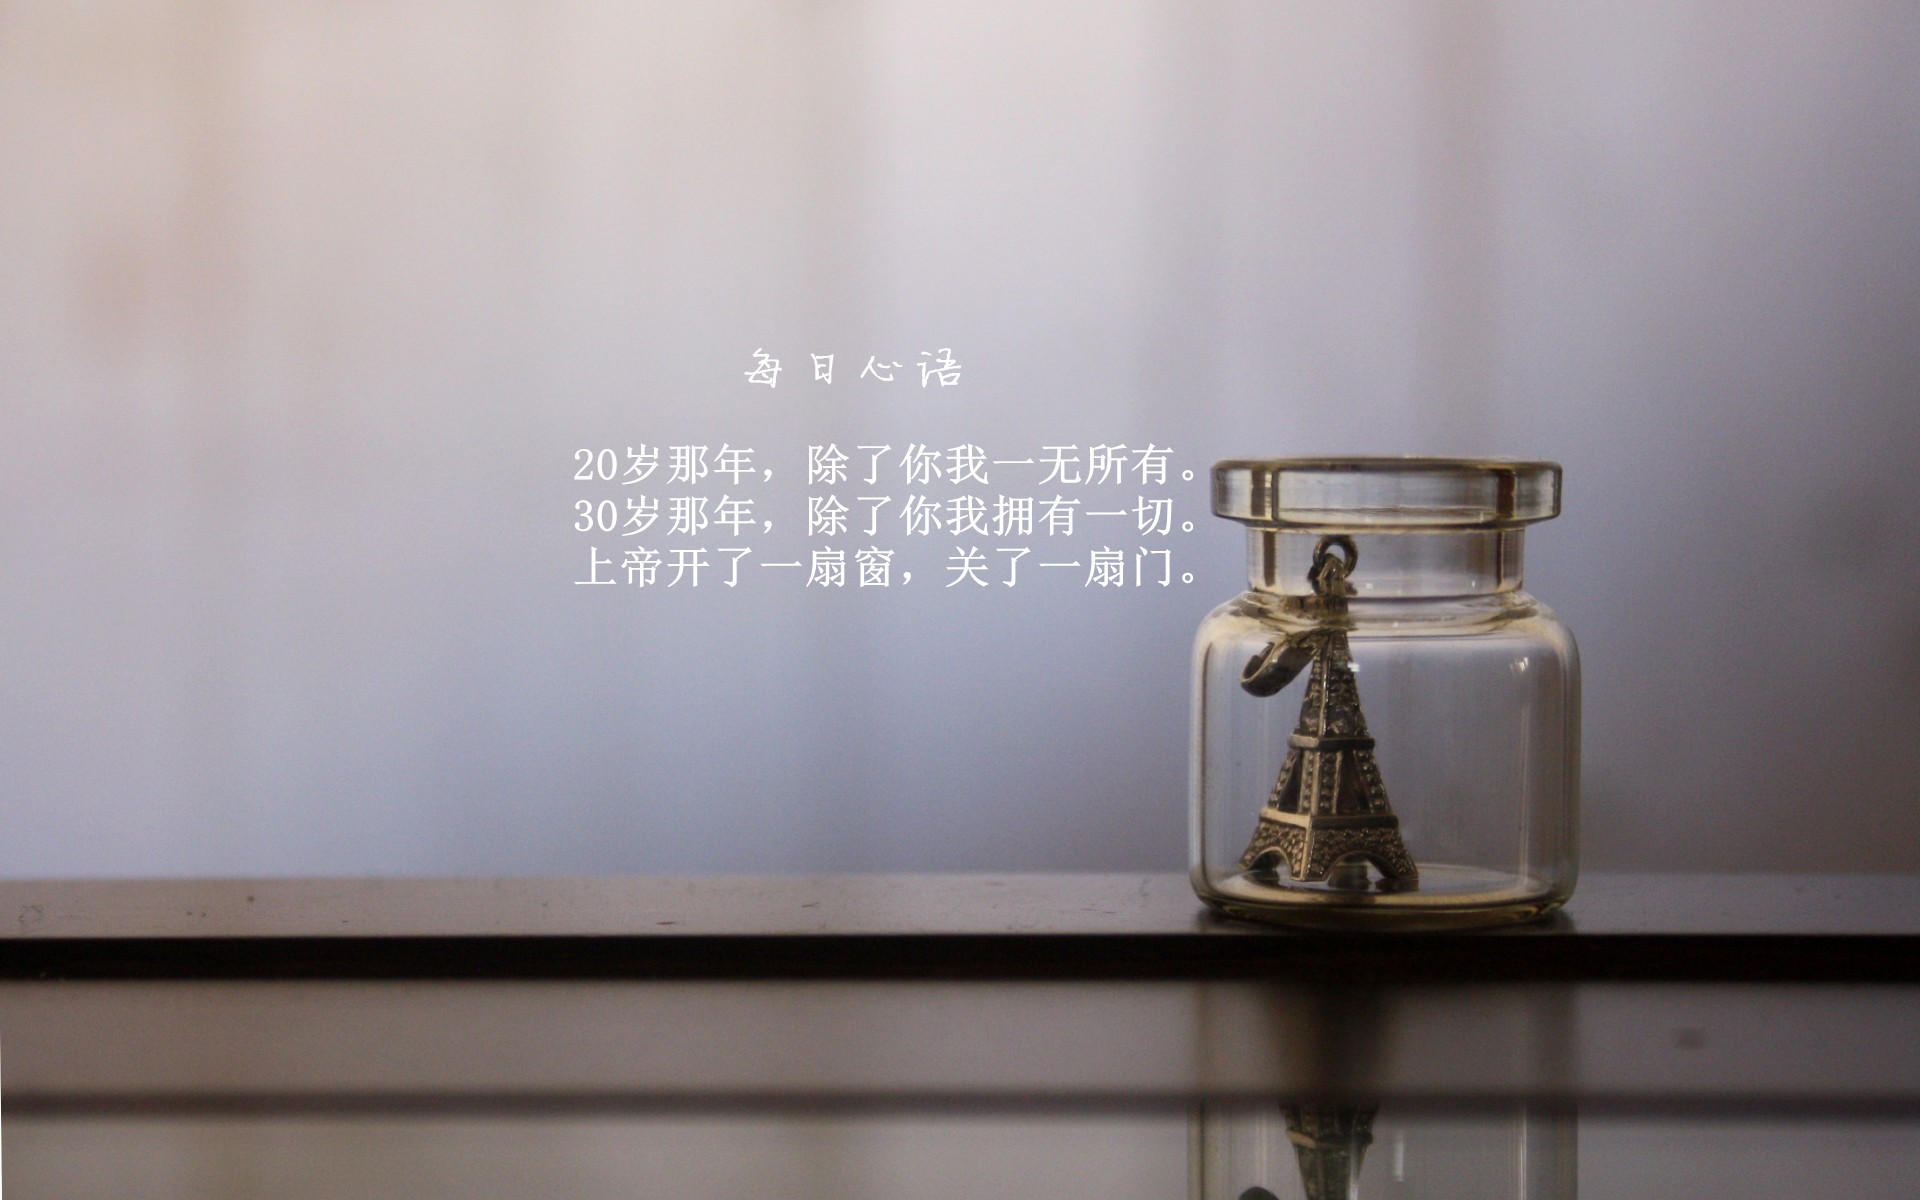 每日心语
20岁那年，除了你我一无所有。
30岁那年，除了你我拥有一切。
上帝开了一扇窗，关了一扇门。